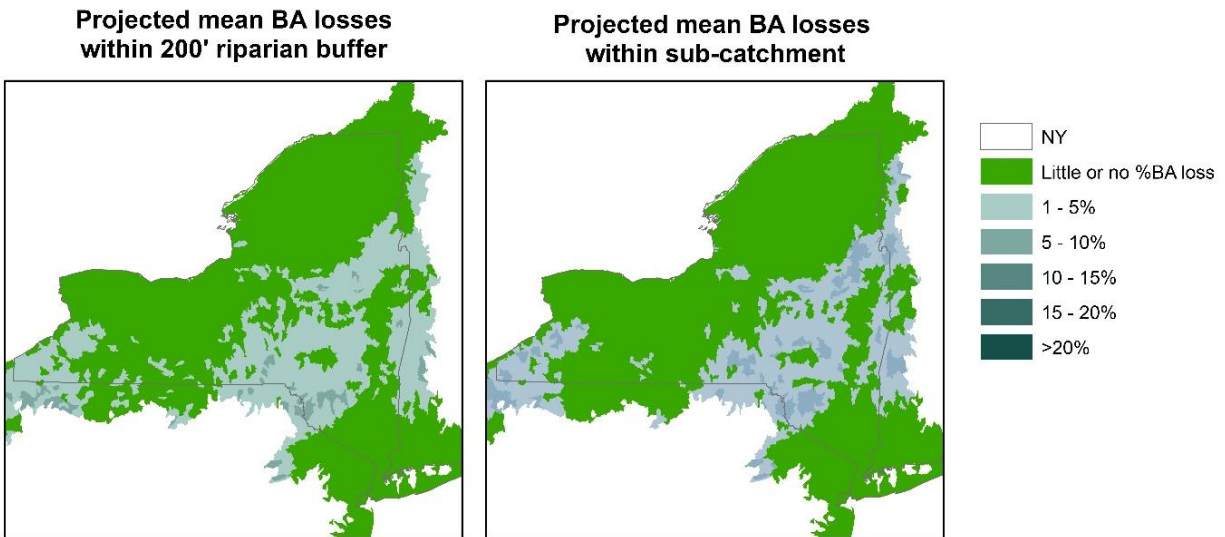 Projected mean BA losses
within 200' riparian buffer
Projected mean BA losses
within sub-catchment
NY
Little or no %BA loss
1 - 5%
5 - 10%
10 - 15%
15 - 20%
>20%